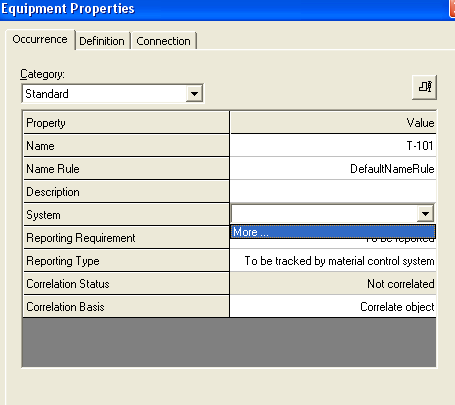 Equipment Properties
Occurrence Definition Connection
Category:
Standard
Property Value
Name T-101
Name Rule DefaultNameRule
Description
System
More ...
Reporting Requirement To be reported
Reporting Type To be tracked by material control system
Correlation Status Not correlated
Correlation Basis Correlate object